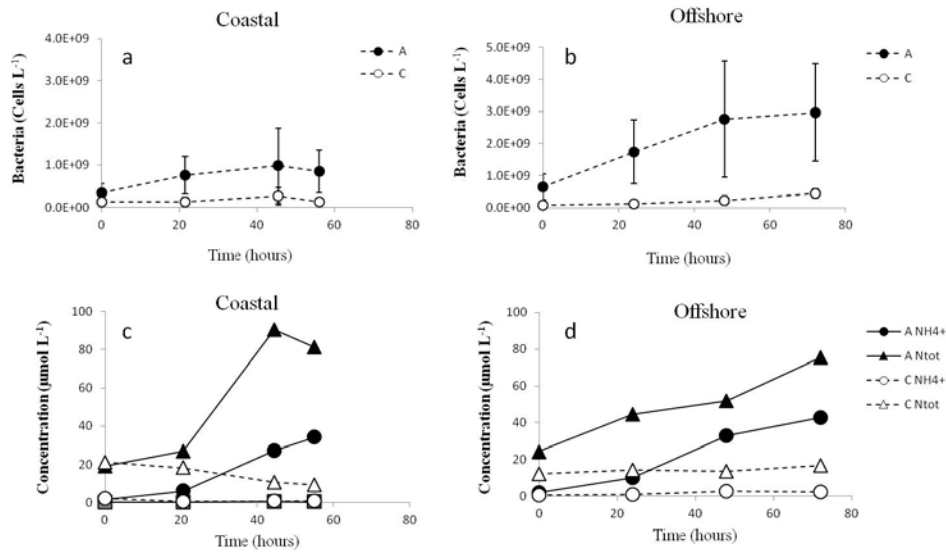 Coastal
Offshore
a
A
C
b
A
C
Bacteria (Cells L-1)
4.0E+09
3.0E+09
2.0E+09
1.0E+09
0.0E+00
0 20 40 60 80
Time (hours)
Bacteria (Cells L-1)
5.0E+09
4.0E+09
3.0E+09
2.0E+09
1.0E+09
0.0E+00
0 20 40 60 80
Time (hours)
Coastal
Offshore
c
d
Concentration (μmol L-1)
100
80
60
40
20
0
0 20 40 60 80
Time (hours)
Concentration (μmol L-1)
100
80
60
40
20
0
0 20 40 60 80
Time (hours)
A NH4+
A Ntot
C NH4+
C Ntot